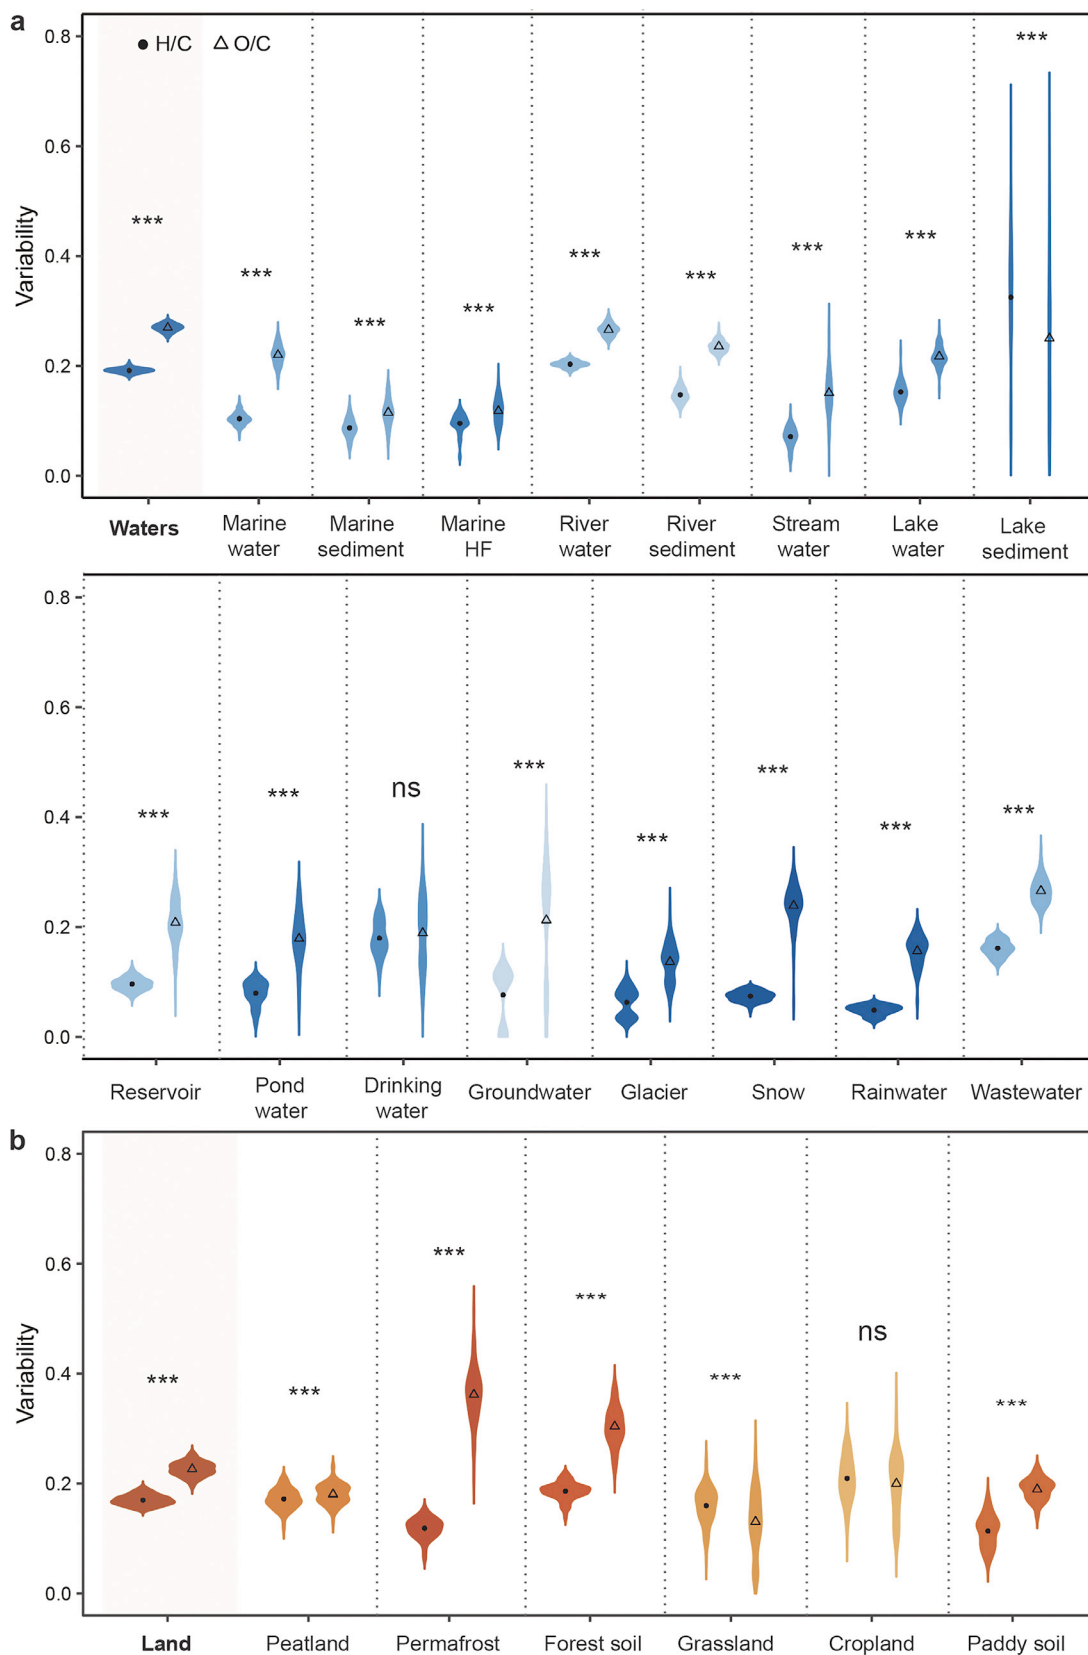 a
H/C O/C
Variability
0.8
0.6
0.4
0.2
0.0
***
***
***
***
***
***
***
***
***
Waters
Marine
water
Marine
sediment
Marine
HF
River
water
River
sediment
Stream
water
Lake
water
Lake
sediment
0.8
0.6
0.4
0.2
0.0
***
***
ns
***
***
***
***
***
Reservoir
Pond
water
Drinking
water
Groundwater
Glacier
Snow
Rainwater
Wastewater
b
Variability
0.8
0.6
0.4
0.2
0.0
***
***
***
***
***
ns
***
Land
Peatland
Permafrost
Forest soil
Grassland
Cropland
Paddy soil